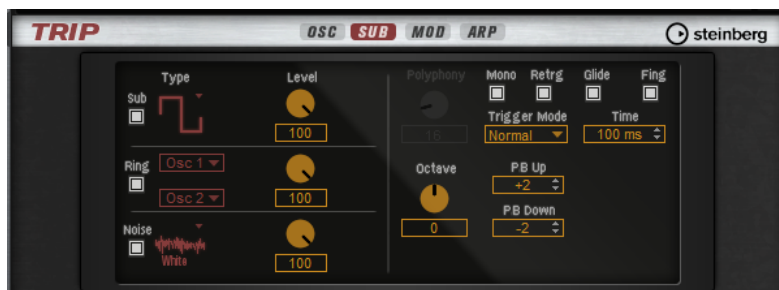 TRIP OSC SUB MOD ARP steinberg
Type Level Polyphony Mono Retrg Glide Fing
Sub
Trigger Mode Time
100 16 Normal 100 ms
Ring Osc 1
Octave PB Up
+2
Osc 2 100
PB Down
Noise 0 -2
White 100